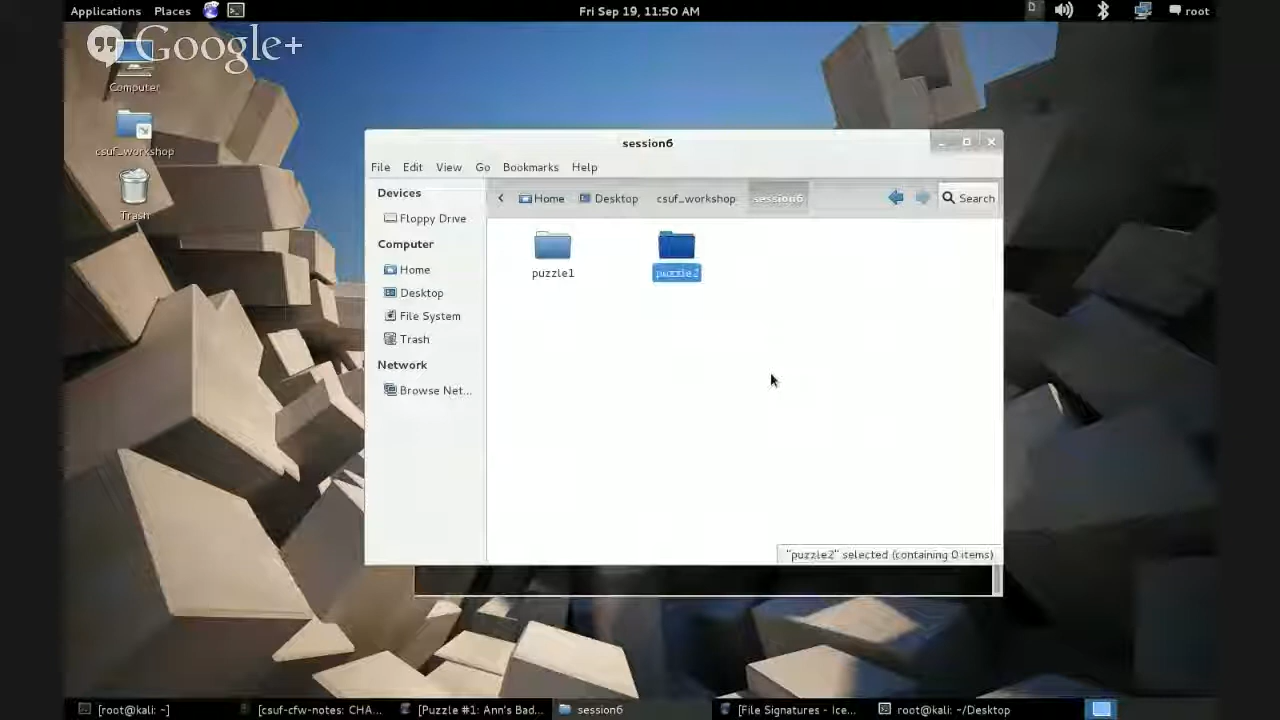 Applications Places
Fri Sep 19, 11:50 AM
root
Google+
Computer
csuf_workshop
Trash
session6
File Edit View Go Bookmarks Help
Devices
Floppy Drive
Computer
Home
Desktop
File System
Trash
Network
Browse Net...
Home Desktop csuf_workshop session6
Search
puzzle1
puzzle2
"puzzle2" selected (containing 0 items)
[root@kali: ~]
[csuf-cfw-notes: CHA...
[Puzzle #1: Ann's Bad...
session6
[File Signatures - Ice...
root@kali: ~/Desktop